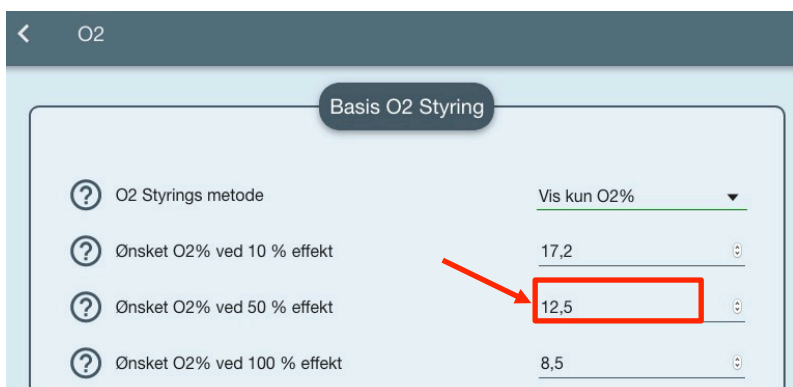 O2
Basis O2 Styring
O2 Styrings metode Vis kun O2%
Ønsket O2% ved 10 % effekt 17,2
Ønsket O2% ved 50 % effekt 12,5
Ønsket O2% ved 100 % effekt 8,5